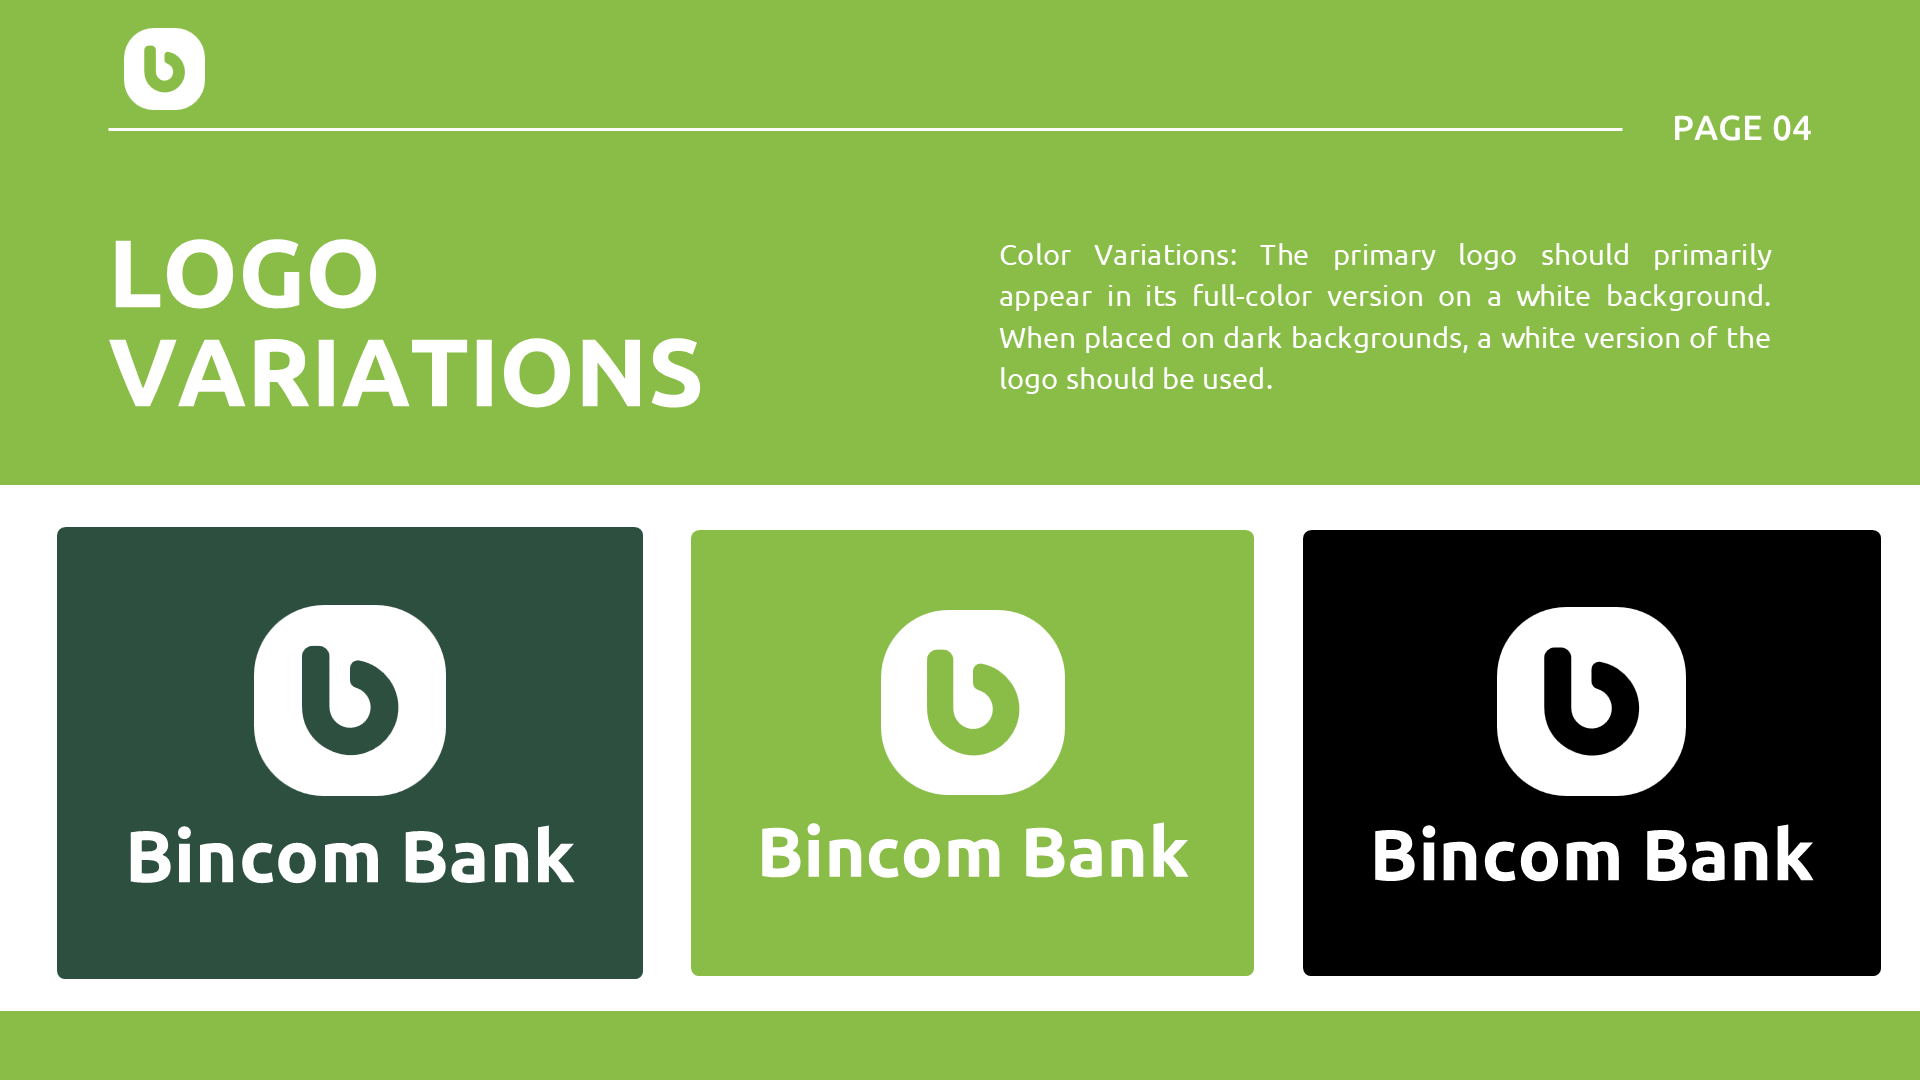 PAGE 04
LOGO
VARIATIONS
Color Variations: The primary logo should primarily
appear in its full-color version on a white background.
When placed on dark backgrounds, a white version of the
logo should be used.
b
Bincom Bank
b
Bincom Bank
b
Bincom Bank